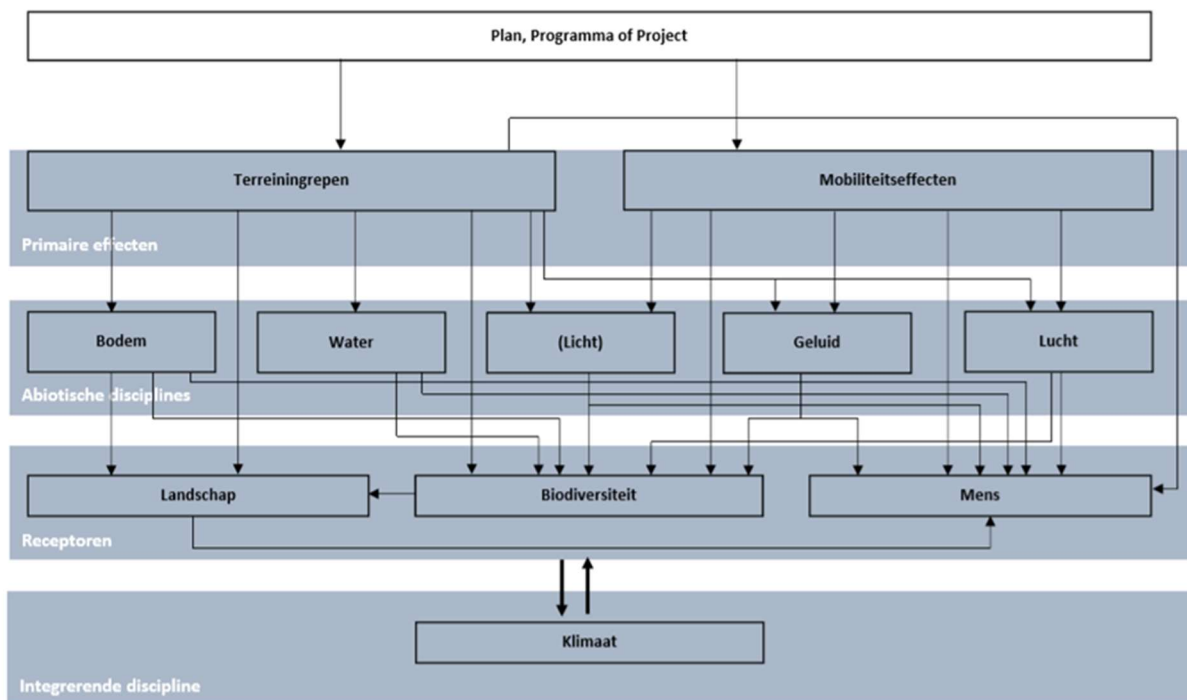 Plan, Programma of Project
Terreiningrepen
Mobiliteitseffecten
Primaire effecten
Bodem
Water
(Licht)
Geluid
Lucht
Abiotische disciplines
Landschap
Biodiversiteit
Mens
Receptoren
Klimaat
Integrerende discipline